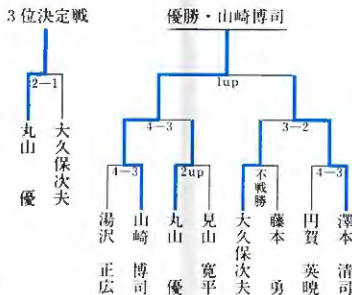 3位決定戦
優勝・山崎博司
2―1
1up
丸山 優
大久保次夫
4―3
3―2
4―3
2up
不戦勝
4―3
湯沢 正広
山崎 博司
丸山 優
見山 寛平
大久保次夫
藤本 勇
円賀 英暁
澤本 清司